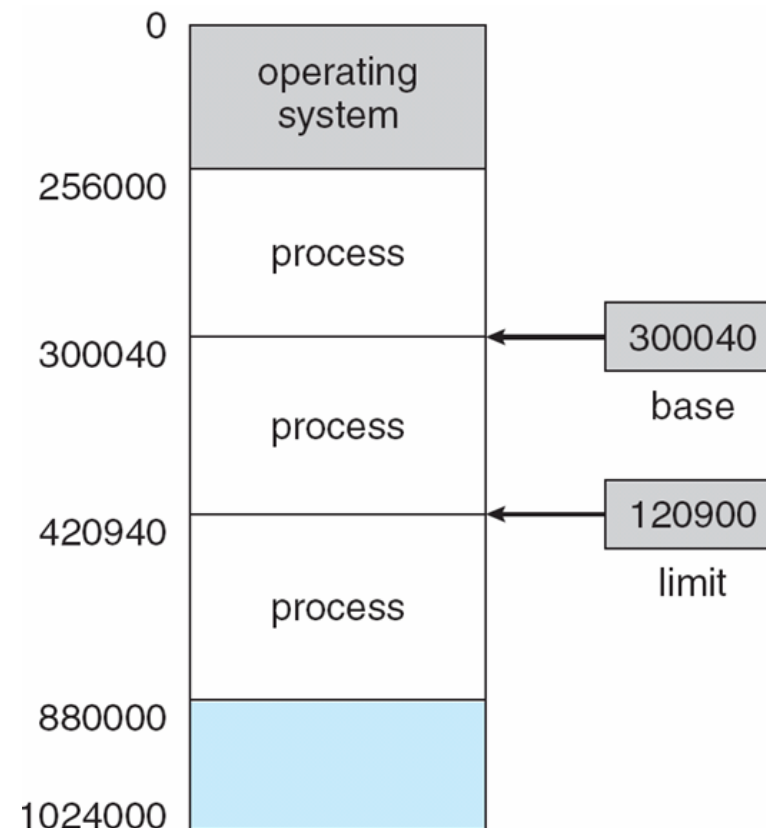 0
operating
system
256000
process
300040
300040
base
process
120900
420940
limit
process
880000
1024000